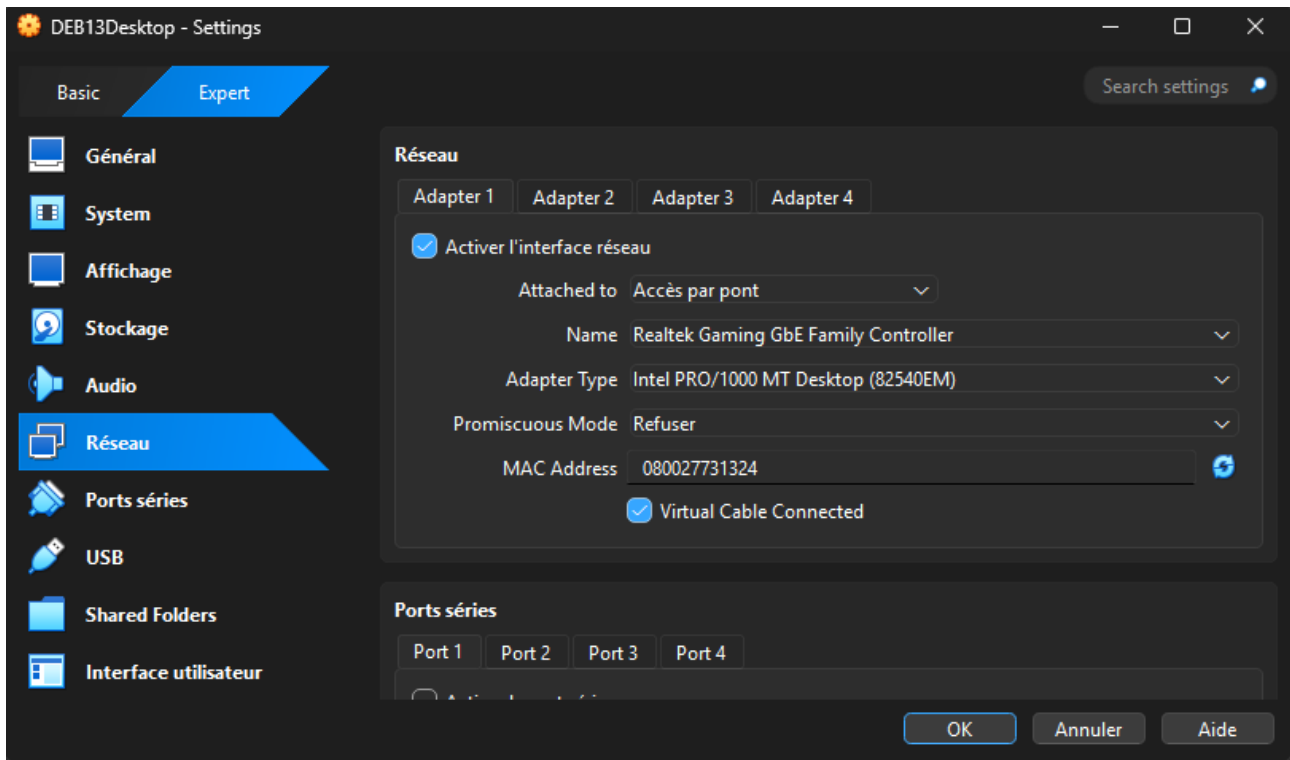 DEB13Desktop - Settings
Basic Expert Search settings
Général
System
Affichage
Stockage
Audio
Réseau
Ports séries
USB
Shared Folders
Interface utilisateur
Réseau
Adapter 1 Adapter 2 Adapter 3 Adapter 4
Activer l'interface réseau
Attached to Accès par pont
Name Realtek Gaming GbE Family Controller
Adapter Type Intel PRO/1000 MT Desktop (82540EM)
Promiscuous Mode Refuser
MAC Address 080027731324
Virtual Cable Connected
Ports séries
Port 1 Port 2 Port 3 Port 4
OK Annuler Aide